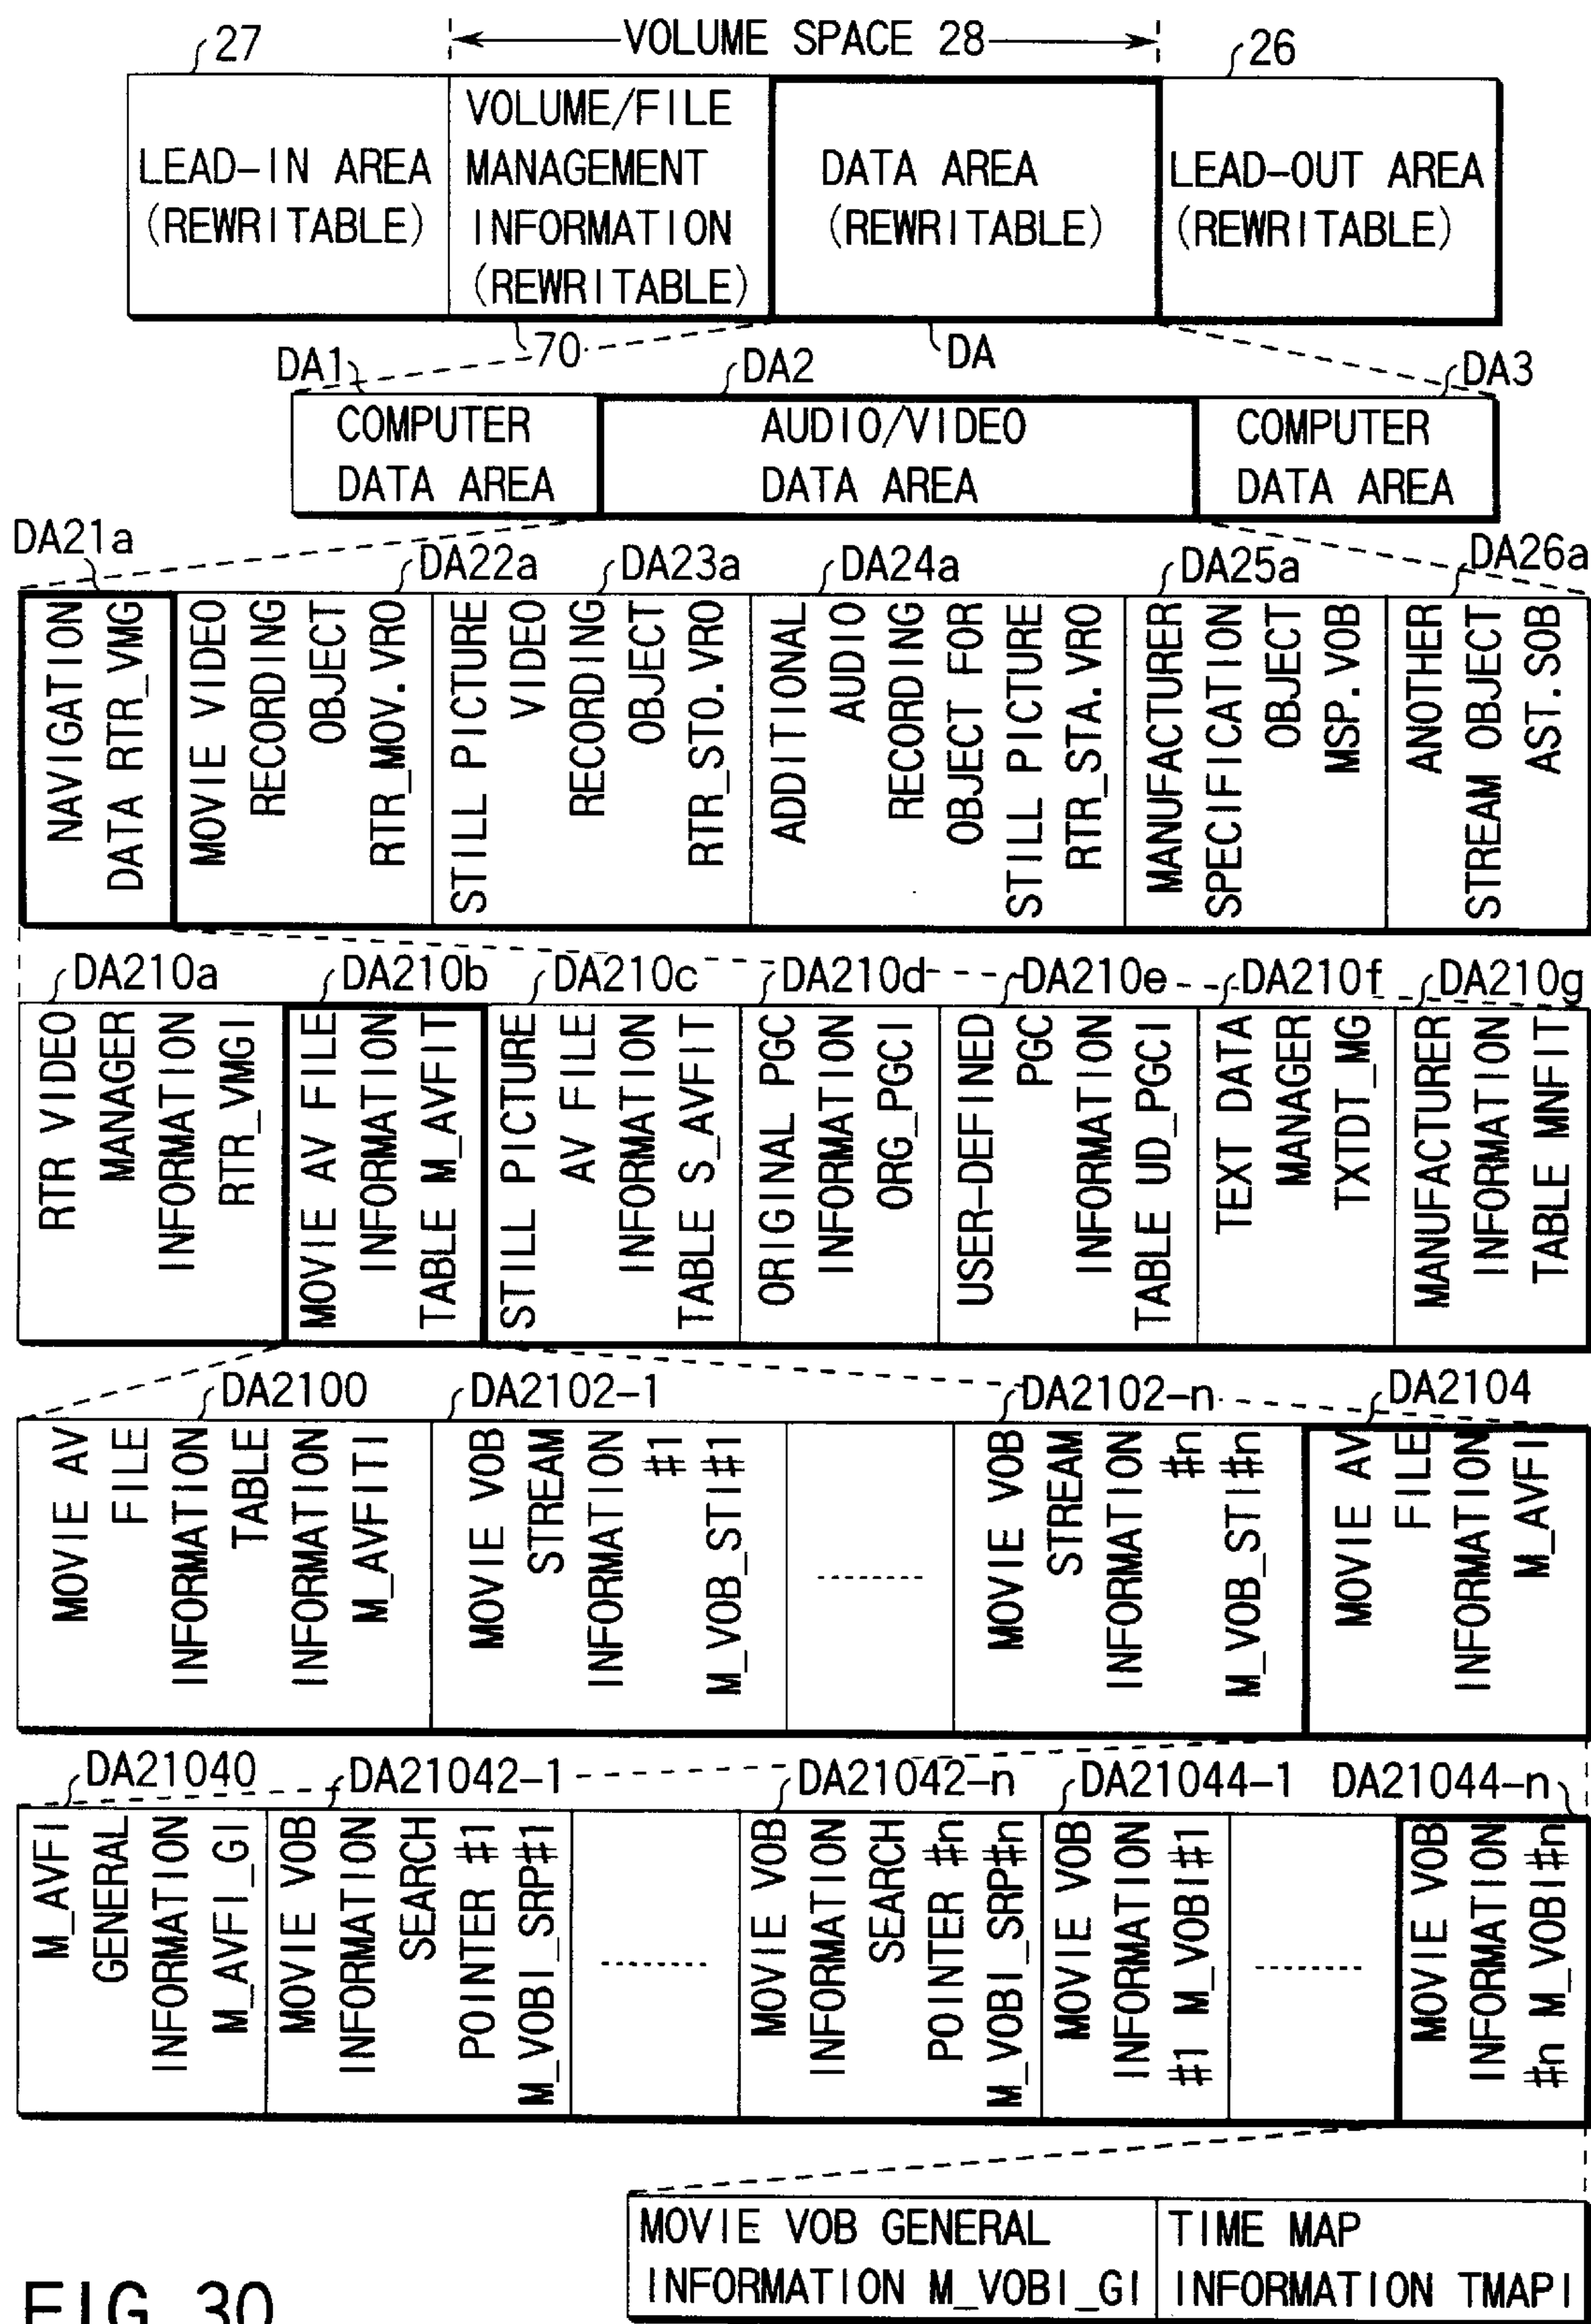 27
VOLUME SPACE 28
26
LEAD-IN AREA
(REWRITABLE)
VOLUME/FILE
MANAGEMENT
INFORMATION
(REWRITABLE)
DATA AREA
(REWRITABLE)
LEAD-OUT AREA
(REWRITABLE)
70
DA
DA1
DA2
DA3
COMPUTER
DATA AREA
AUDIO/VIDEO
DATA AREA
COMPUTER
DATA AREA
DA21a
DA22a
DA23a
DA24a
DA25a
DA26a
NAVIGATION
DATA RTR_VMG
MOVIE VIDEO
RECORDING
OBJECT
RTR_MOV.VRO
STILL PICTURE
VIDEO
RECORDING
OBJECT
RTR_STO.VRO
ADDITIONAL
AUDIO
RECORDING
OBJECT FOR
STILL PICTURE
RTR_STA.VRO
MANUFACTURER
SPECIFICATION
OBJECT
MSP.VOB
ANOTHER
STREAM OBJECT
AST.SOB
DA210a
DA210b
DA210c
DA210d
DA210e
DA210f
DA210g
RTR VIDEO
MANAGER
INFORMATION
RTR_VMGI
MOVIE AV FILE
INFORMATION
TABLE M_AVFIT
STILL PICTURE
AV FILE
INFORMATION
TABLE S_AVFIT
ORIGINAL PGC
INFORMATION
ORG_PGCI
USER-DEFINED
PGC
INFORMATION
TABLE UD_PGCI
TEXT DATA
MANAGER
TXTDT_MG
MANUFACTURER
INFORMATION
TABLE MNFIT
DA2100
DA2102-1
DA2102-n
DA2104
MOVIE AV
FILE
INFORMATION
TABLE
INFORMATION
M_AVFITI
MOVIE VOB
STREAM
INFORMATION
#1
M_VOB_STI#1
MOVIE VOB
STREAM
INFORMATION
#n
M_VOB_STI#n
MOVIE AV
FILE
INFORMATION
M_AVFI
DA21040
DA21042-1
DA21042-n
DA21044-1
DA21044-n
M_AVFI
GENERAL
INFORMATION
M_AVFI_GI
MOVIE VOB
INFORMATION
SEARCH
POINTER #1
M_VOBI_SRP#1
MOVIE VOB
INFORMATION
SEARCH
POINTER #n
M_VOBI_SRP#n
MOVIE VOB
INFORMATION
#1 M_VOBI#1
MOVIE VOB
INFORMATION
#n M_VOBI#n
MOVIE VOB GENERAL
INFORMATION M_VOBI_GI
TIME MAP
INFORMATION TMAPI
FIG. 30